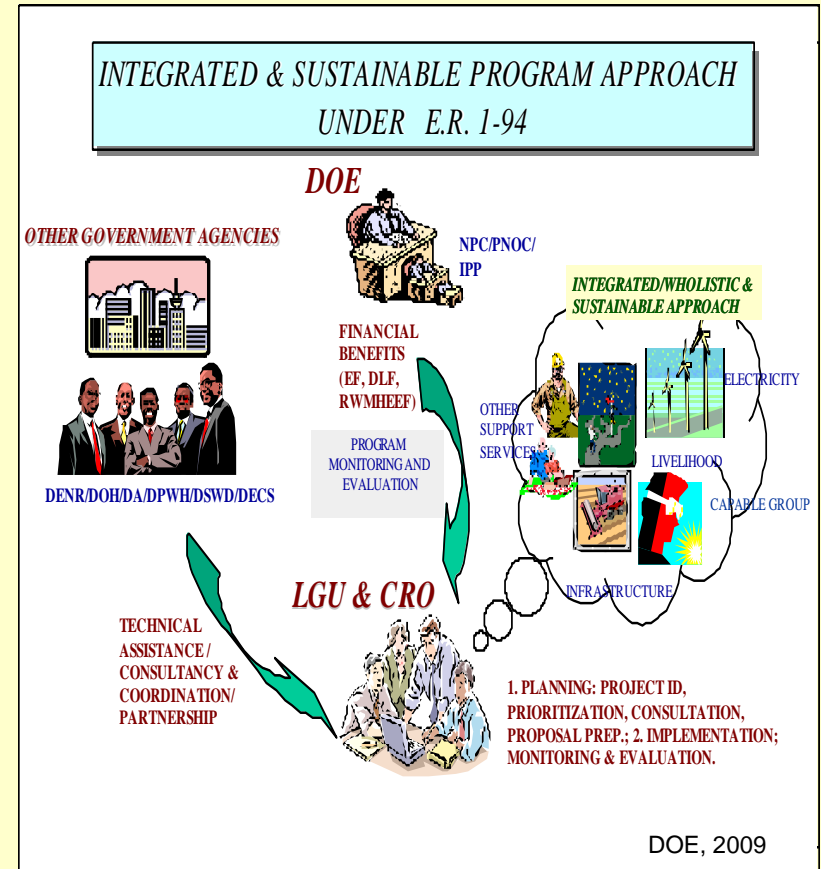 INTEGRATED & SUSTAINABLE PROGRAM APPROACH
UNDER E.R. 1-94
DOE
NPC/PNOC/
IPP
OTHER GOVERNMENT AGENCIES
DENR/DOH/DA/DPWH/DSWD/DECS
FINANCIAL
BENEFITS
(EF, DLF,
RWMHEEF)
PROGRAM
MONITORING AND
EVALUATION
INTEGRATED/WHOLISTIC &
SUSTAINABLE APPROACH
ELECTRICITY
OTHER
SUPPORT
SERVICES
LIVELIHOOD
CAPABLE GROUP
INFRASTRUCTURE
LGU & CRO
TECHNICAL
ASSISTANCE /
CONSULTANCY &
COORDINATION/
PARTNERSHIP
1. PLANNING: PROJECT ID,
PRIORITIZATION, CONSULTATION,
PROPOSAL PREP.; 2. IMPLEMENTATION;
MONITORING & EVALUATION.
DOE, 2009